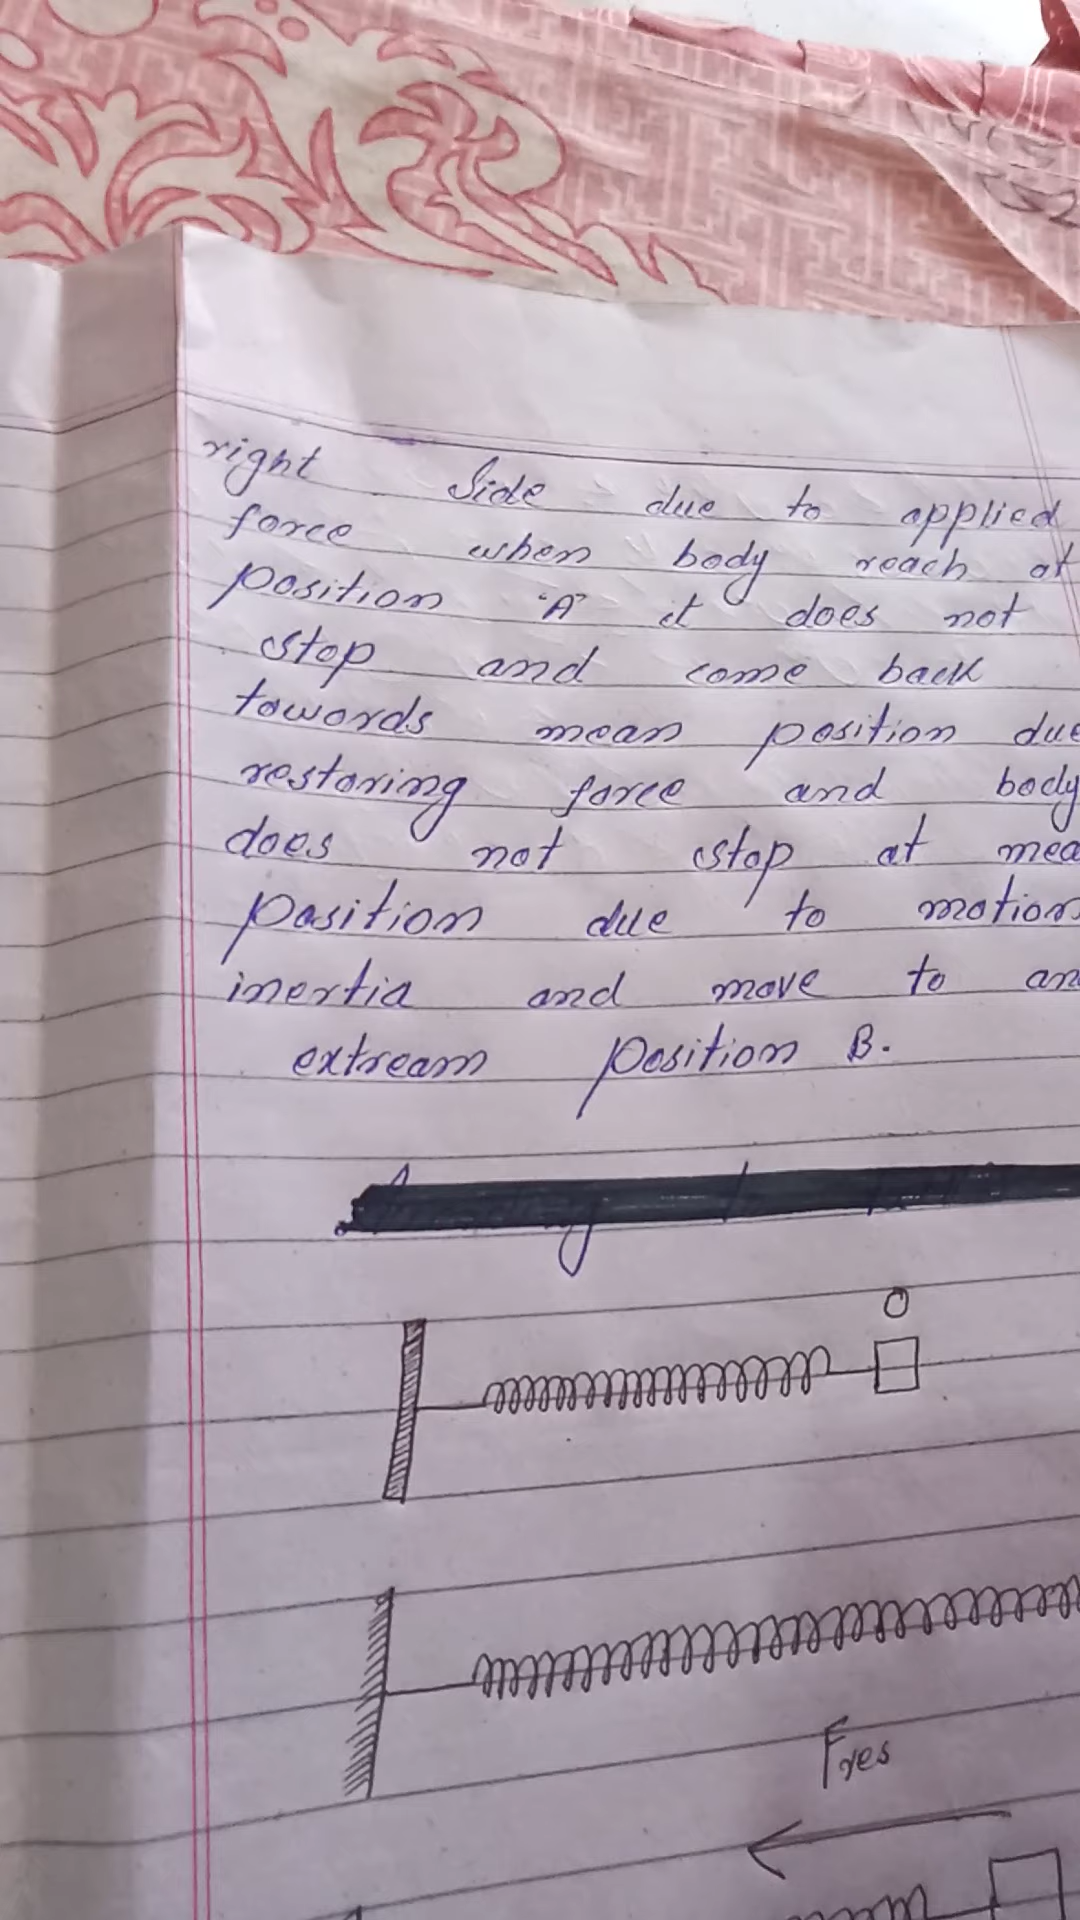 right side due to applied
force when body reach at
position "A" it does not
stop and come back
towards mean position due
restoring force and body
does not stop at mea
position due to motion
inertia and move to an
extream position B.
O
Fres